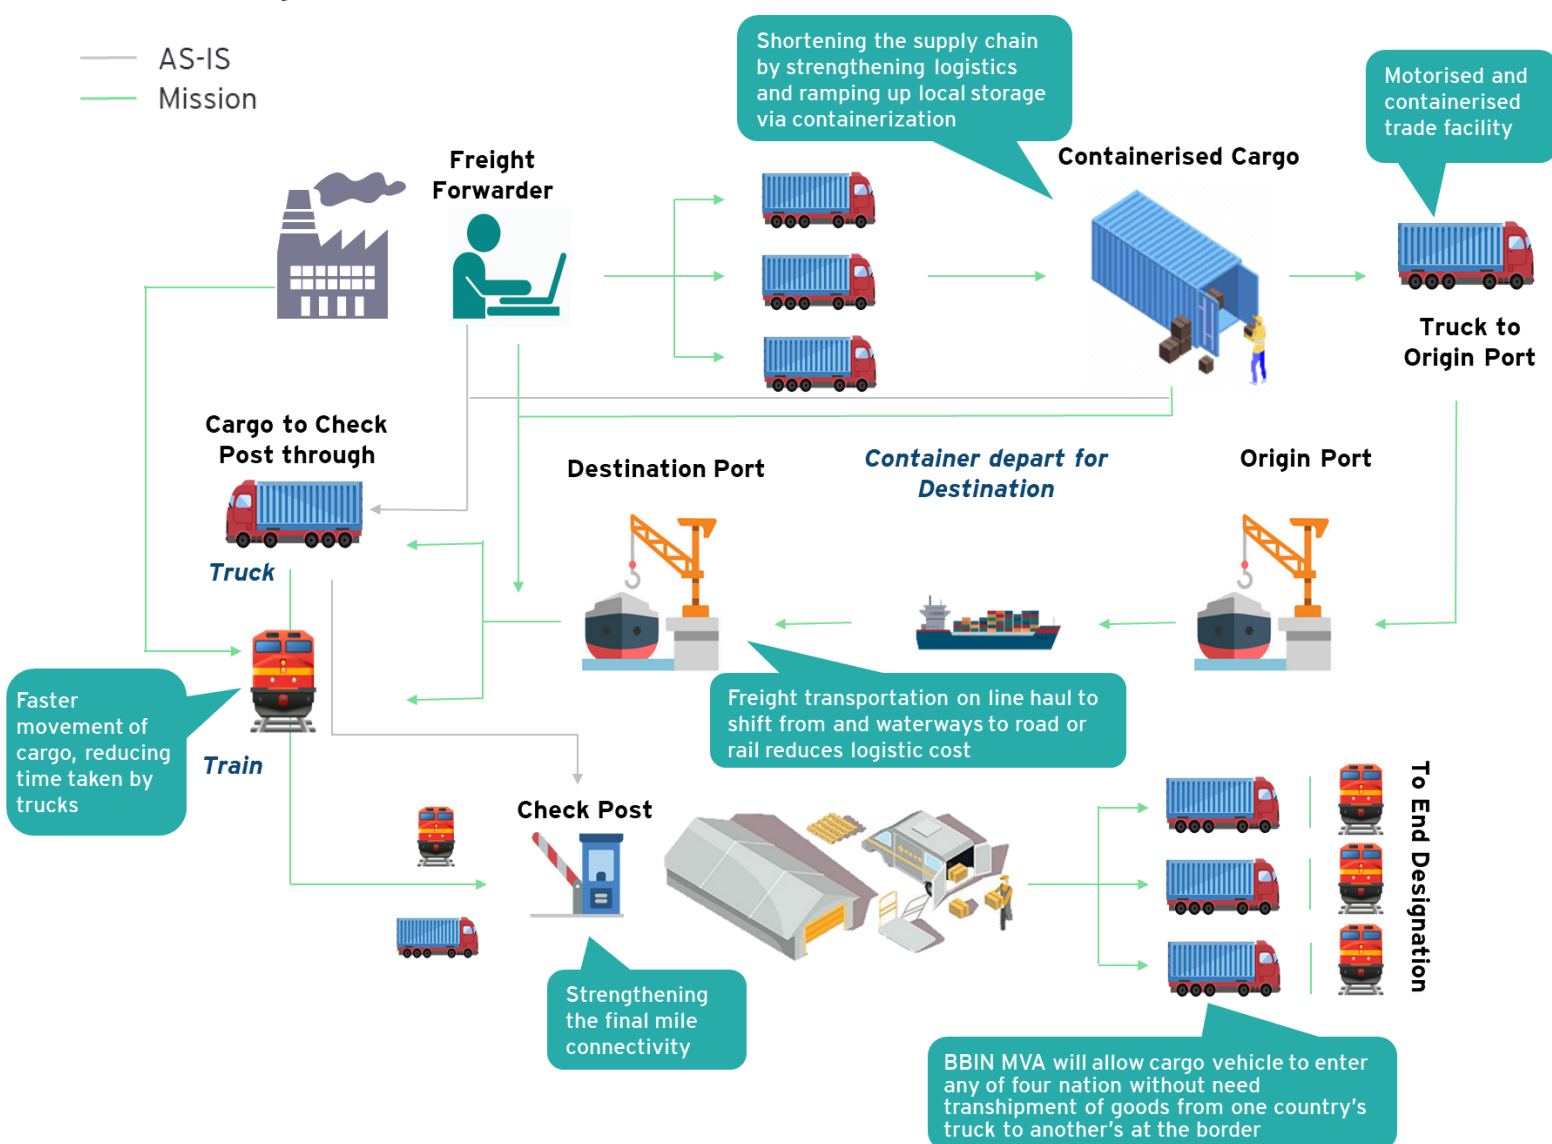 AS-IS
Mission
Shortening the supply chain
by strengthening logistics
and ramping up local storage
via containerization
Motorised and
containerised
trade facility
Freight
Forwarder
Containerised Cargo
Truck to
Origin Port
Cargo to Check
Post through
Destination Port
Container depart for
Destination
Origin Port
Truck
Faster
movement of
cargo, reducing
time taken by
trucks
Train
Freight transportation on line haul to
shift from and waterways to road or
rail reduces logistic cost
Check Post
To End Designation
Strengthening
the final mile
connectivity
BBIN MVA will allow cargo vehicle to enter
any of four nation without need
transhipment of goods from one country's
truck to another's at the border